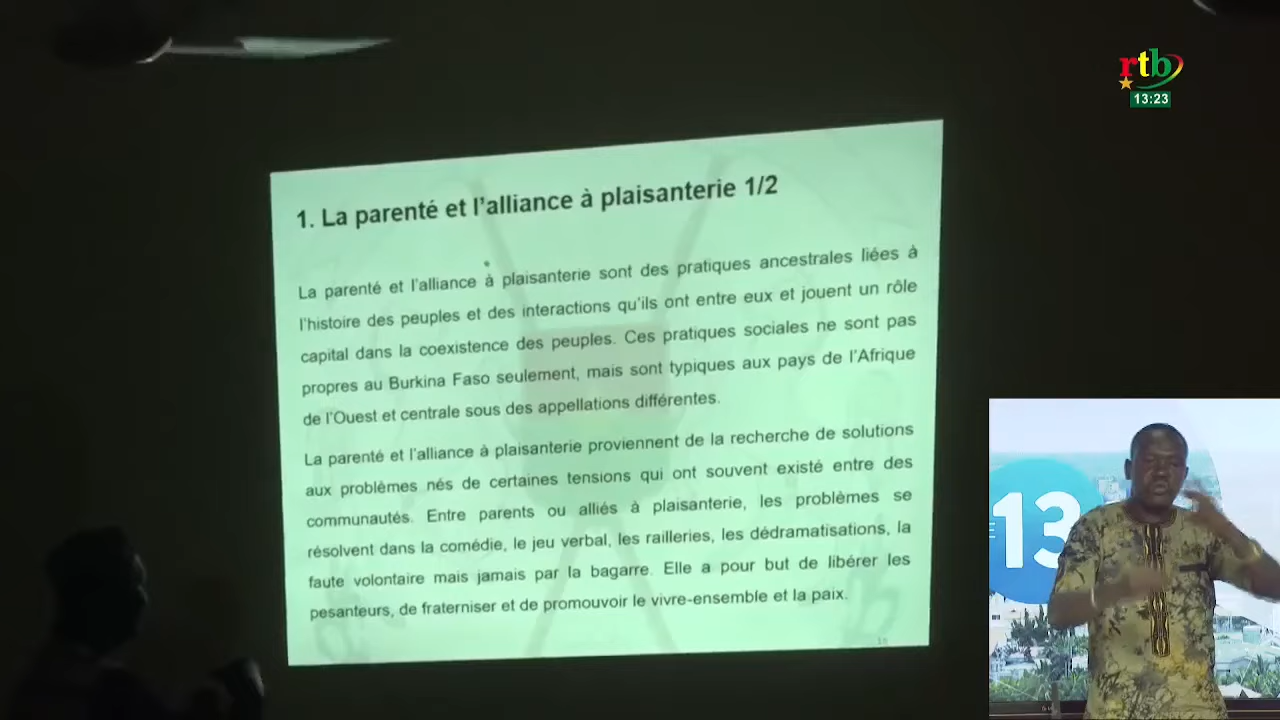 rtb
13:23
1. La parenté et l'alliance à plaisanterie 1/2
La parenté et l'alliance à plaisanterie sont des pratiques ancestrales liées à
l'histoire des peuples et des interactions qu'ils ont entre eux et jouent un rôle
capital dans la coexistence des peuples. Ces pratiques sociales ne sont pas
propres au Burkina Faso seulement, mais sont typiques aux pays de l'Afrique
de l'Ouest et centrale sous des appellations différentes.
La parenté et l'alliance à plaisanterie proviennent de la recherche de solutions
aux problèmes nés de certaines tensions qui ont souvent existé entre des
communautés. Entre parents ou alliés à plaisanterie, les problèmes se
résolvent dans la comédie, le jeu verbal, les railleries, les dédramatisations, la
faute volontaire mais jamais par la bagarre. Elle a pour but de libérer les
pesanteurs, de fraterniser et de promouvoir le vivre-ensemble et la paix.
13